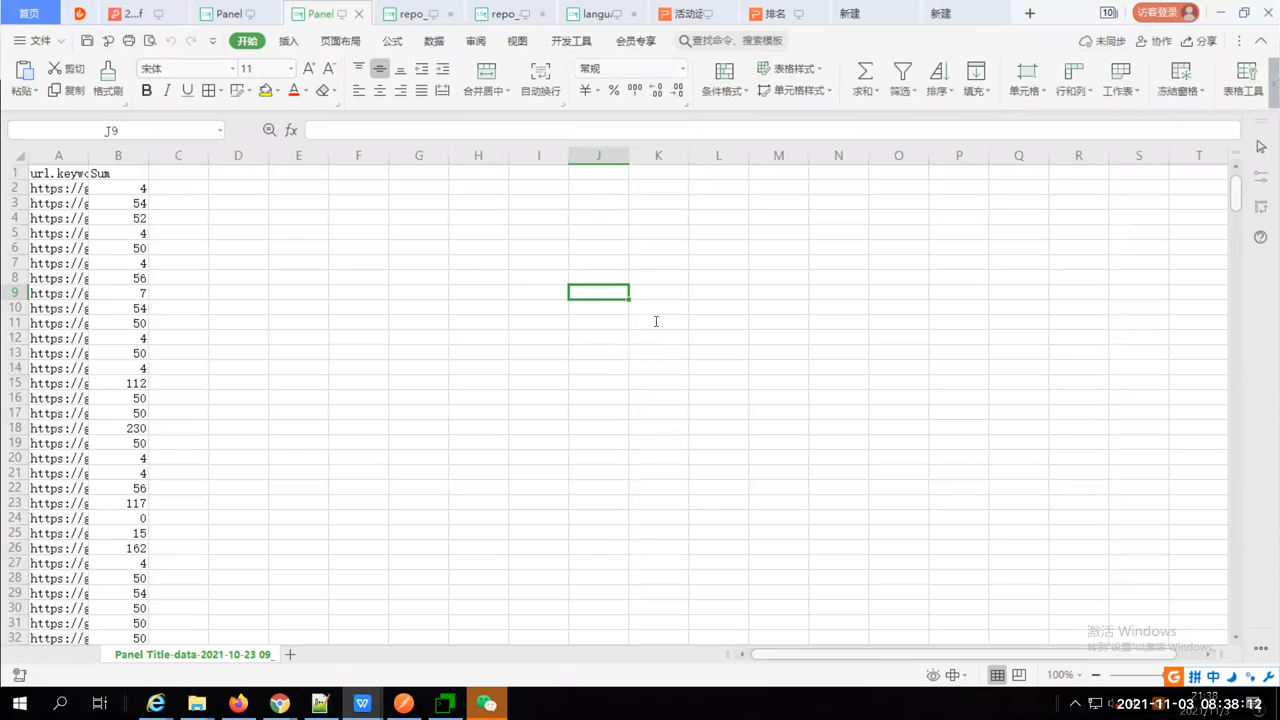 首页 2...f Panel Panel repo_ repo_ langua 排名 新建 新建 10 访客登录
文件 开始 插入 页面布局 公式 数据 审阅 视图 开发工具 会员专享 查找命令、搜索模板 未同步 协作 分享
粘贴 剪切 复制 格式刷 宋体 11 B I U A 合并居中 自动换行 常规 ¥ % 000 条件格式 表格样式 单元格样式 求和 筛选 排序 填充 单元格 行和列 工作表 冻结窗格 表格工具
J9 fx
A B C D E F G H I J K L M N O P Q R S T
1 url.keywo Sum
2 https://g 4
3 https://g 54
4 https://g 52
5 https://g 4
6 https://g 50
7 https://g 4
8 https://g 56
9 https://g 7
10 https://g 54
11 https://g 50
12 https://g 4
13 https://g 50
14 https://g 4
15 https://g 112
16 https://g 50
17 https://g 50
18 https://g 230
19 https://g 50
20 https://g 4
21 https://g 4
22 https://g 56
23 https://g 117
24 https://g 0
25 https://g 15
26 https://g 162
27 https://g 4
28 https://g 50
29 https://g 54
30 https://g 50
31 https://g 50
32 https://g 50
激活 Windows
转到"设置"以激活 Windows。
Panel Title-data-2021-10-23 09_
100% 拼 中
2021-11-03 08:38:12